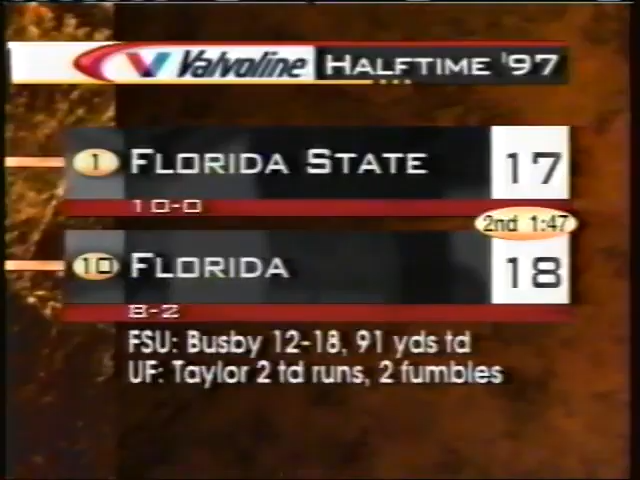 Valvoline HALFTIME '97
1 FLORIDA STATE 17
10-0
2nd 1:47
10 FLORIDA 18
8-2
FSU: Busby 12-18, 91 yds td
UF: Taylor 2 td runs, 2 fumbles